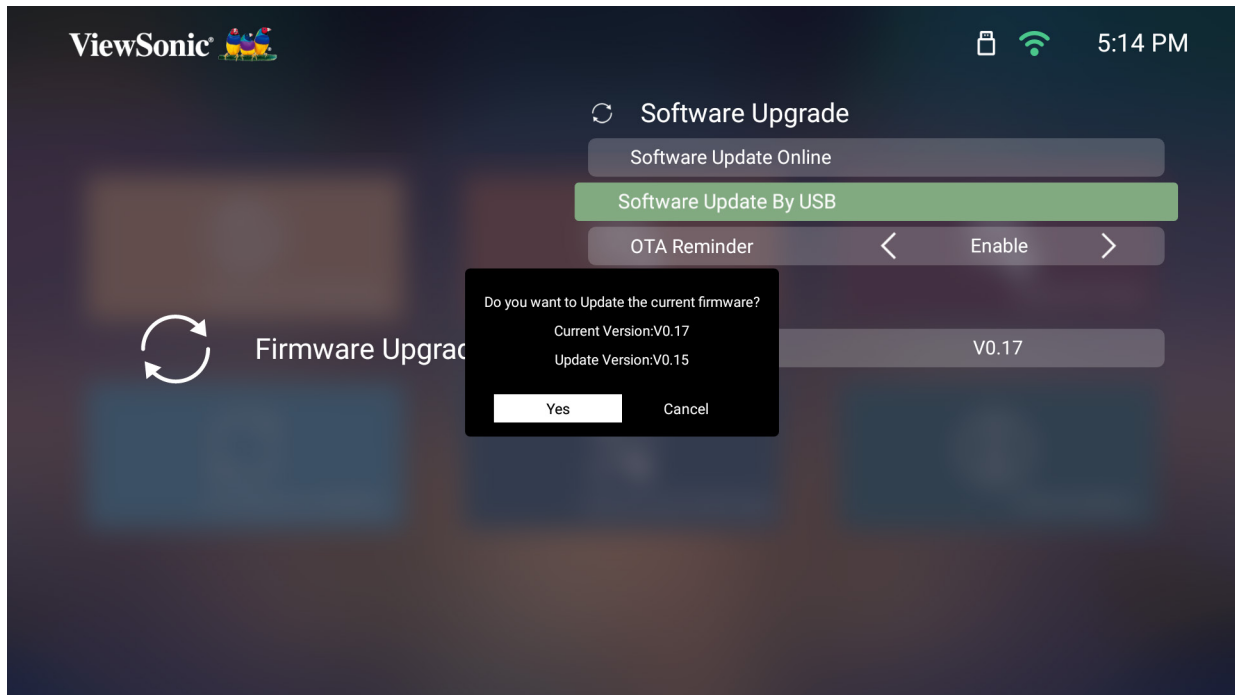 ViewSonic®
5:14 PM
Software Upgrade
Software Update Online
Software Update By USB
OTA Reminder
Enable
Do you want to Update the current firmware?
Current Version:V0.17
Update Version:V0.15
Yes
Cancel
Firmware Upgrad
V0.17